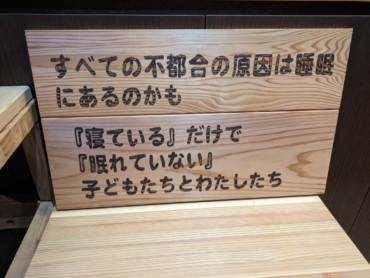 すべての不都合の原因は睡眠
にあるのかも
『寝ている』だけで
『眠れていない』
子どもたちとわたしたち